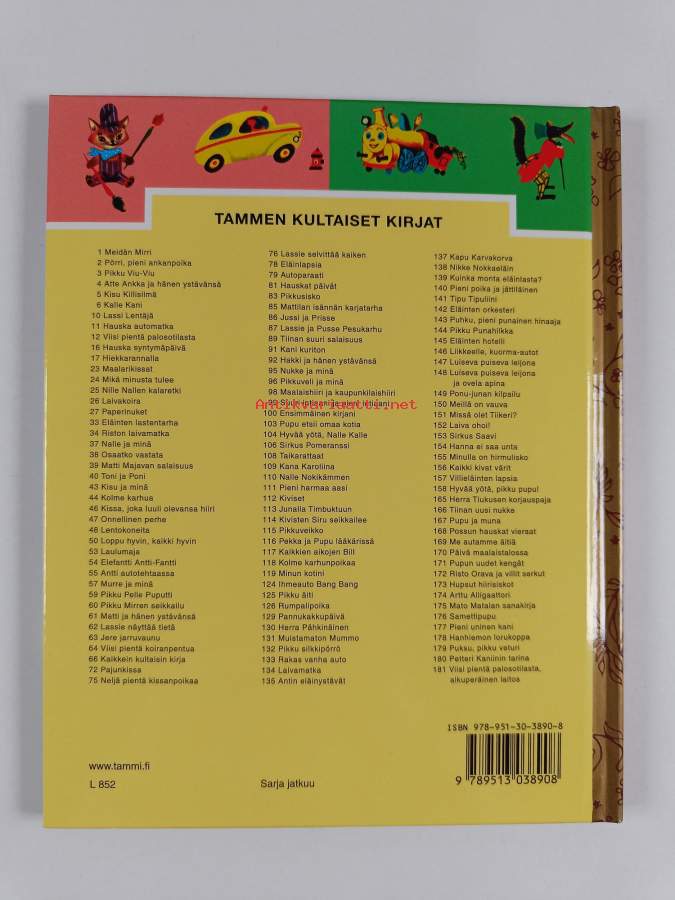 TAMMEN KULTAISET KIRJAT
1 Meidän Mirri
2 Pörri, pieni ankanpoika
3 Pikku Viu-Viu
4 Atte Ankka ja hänen ystävänsä
5 Kisu Killisilmä
6 Kalle Kani
10 Lassi Lentäjä
11 Hauska automatka
12 Viisi pientä palosotilasta
16 Hauska syntymäpäivä
17 Hiekkarannalla
23 Maalarikissat
24 Mikä minusta tulee
25 Nille Nallen kalaretki
26 Laivakoira
27 Paperinuket
33 Eläinten lastentarha
34 Riston laivamatka
37 Nalle ja minä
38 Osaatko vastata
39 Matti Majavan salaisuus
40 Toni ja Poni
43 Kisu ja minä
44 Kolme karhua
46 Kissa, joka luuli olevansa hiiri
47 Onnellinen perhe
48 Lentokoneita
50 Loppu hyvin, kaikki hyvin
53 Laulumaja
54 Elefantti Antti-Fantti
55 Antti autotehtaassa
57 Murre ja minä
59 Pikku Pelle Puputti
60 Pikku Mirren seikkailu
61 Matti ja hänen ystävänsä
62 Lassie näyttää tietä
63 Jere jarruvaunu
64 Viisi pientä koiranpentua
66 Kaikkein kultaisin kirja
72 Pajunkissa
75 Neljä pientä kissanpoikaa
76 Lassie selvittää kaiken
78 Eläinlapsia
79 Autoparaati
81 Hauskat päivät
83 Pikkusisko
85 Mattilan isännän karjatarha
86 Jussi ja Prisse
87 Lassie ja Pusse Pesukarhu
89 Tiinan suuri salaisuus
91 Kani kuriton
92 Hakki ja hänen ystävänsä
95 Nukke ja minä
96 Pikkuveli ja minä
98 Maalaishiiri ja kaupunkilaishiiri
Antikvariaatti.net
100 Ensimmäinen kirjani
103 Pupu etsii omaa kotia
104 Hyvää yötä, Nalle Kalle
106 Sirkus Pomeranssi
108 Taikarattaat
109 Kana Karoliina
110 Nalle Nokikämmen
111 Pieni harmaa aasi
112 Kiviset
113 Junalla Timbuktuun
114 Kivisten Siru seikkailee
115 Pikkuveikko
116 Pekka ja Pupu lääkärissä
117 Kaikkien aikojen Bill
118 Kolme karhunpoikaa
119 Minun kotini
124 Ihmeauto Bang Bang
125 Pikku äiti
126 Rumpalipoika
129 Pannukakkupäivä
130 Herra Pähkinäinen
131 Muistamaton Mummo
132 Pikku silkkipörrö
133 Rakas vanha auto
134 Laivamatka
135 Antin eläinystävät
137 Kapu Karvakorva
138 Nikke Nokkaeläin
139 Kuinka monta eläintasta?
140 Pieni poika ja jättiläinen
141 Tipu Tipuliini
142 Eläinten orkesteri
143 Puhku, pieni punainen hinaaja
144 Pikku Punahilkka
145 Eläinten hotelli
146 Liikkeelle, kuorma-autot
147 Luiseva puiseva leijona
148 Luiseva puiseva leijona
ja ovela apina
149 Ponu-junan kilpailu
150 Meillä on vauva
151 Missä olet Tiikeri?
152 Laiva ohoi!
153 Sirkus Saavi
154 Hanna ei saa unta
155 Minulla on hirmulisko
156 Kaikki kivat värit
157 Villieläinten lapsia
158 Hyvää yötä, pikku pupu!
165 Herra Tiukusen korjauspaja
166 Tiinan uusi nukke
167 Pupu ja muna
168 Possun hauskat vieraat
169 Me autamme äitiä
170 Päivä maalaistalossa
171 Pupun uudet kengät
172 Risto Orava ja villit serkut
173 Hupsut hiirisiskot
174 Arttu Alligaattori
175 Mato Matalan sanakirja
176 Samettipupu
177 Pieni uninen kani
178 Hanhiemon lorukoppa
179 Puksu, pikku veturi
180 Petteri Kaniinin tarina
181 Viisi pientä palosotilasta,
alkuperäinen laitos
ISBN 978-951-30-3890-8
9 789513 038908
www.tammi.fi
L 852
Sarja jatkuu